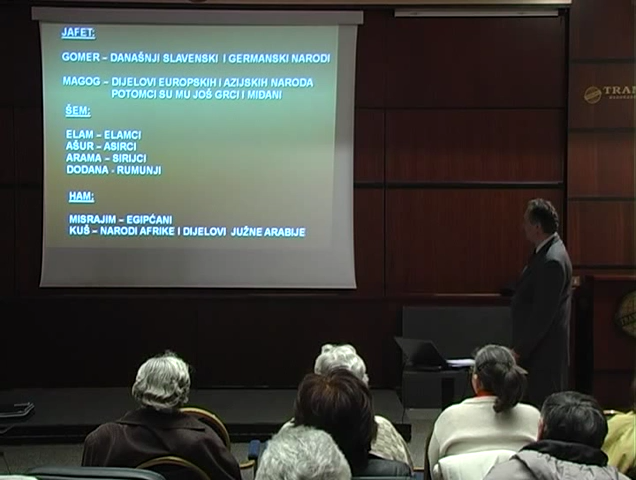 JAFET:
GOMER – DANAŠNJI SLAVENSKI I GERMANSKI NARODI
MAGOG – DIJELOVI EUROPSKIH I AZIJSKIH NARODA
POTOMCI SU MU JOŠ GRCI I MIDANI
ŠEM:
ELAM – ELAMCI
AŠUR – ASIRCI
ARAMA – SIRIJCI
DODANA - RUMUNJI
HAM:
MISRAJIM – EGIPĆANI
KUŠ – NARODI AFRIKE I DIJELOVI JUŽNE ARABIJE